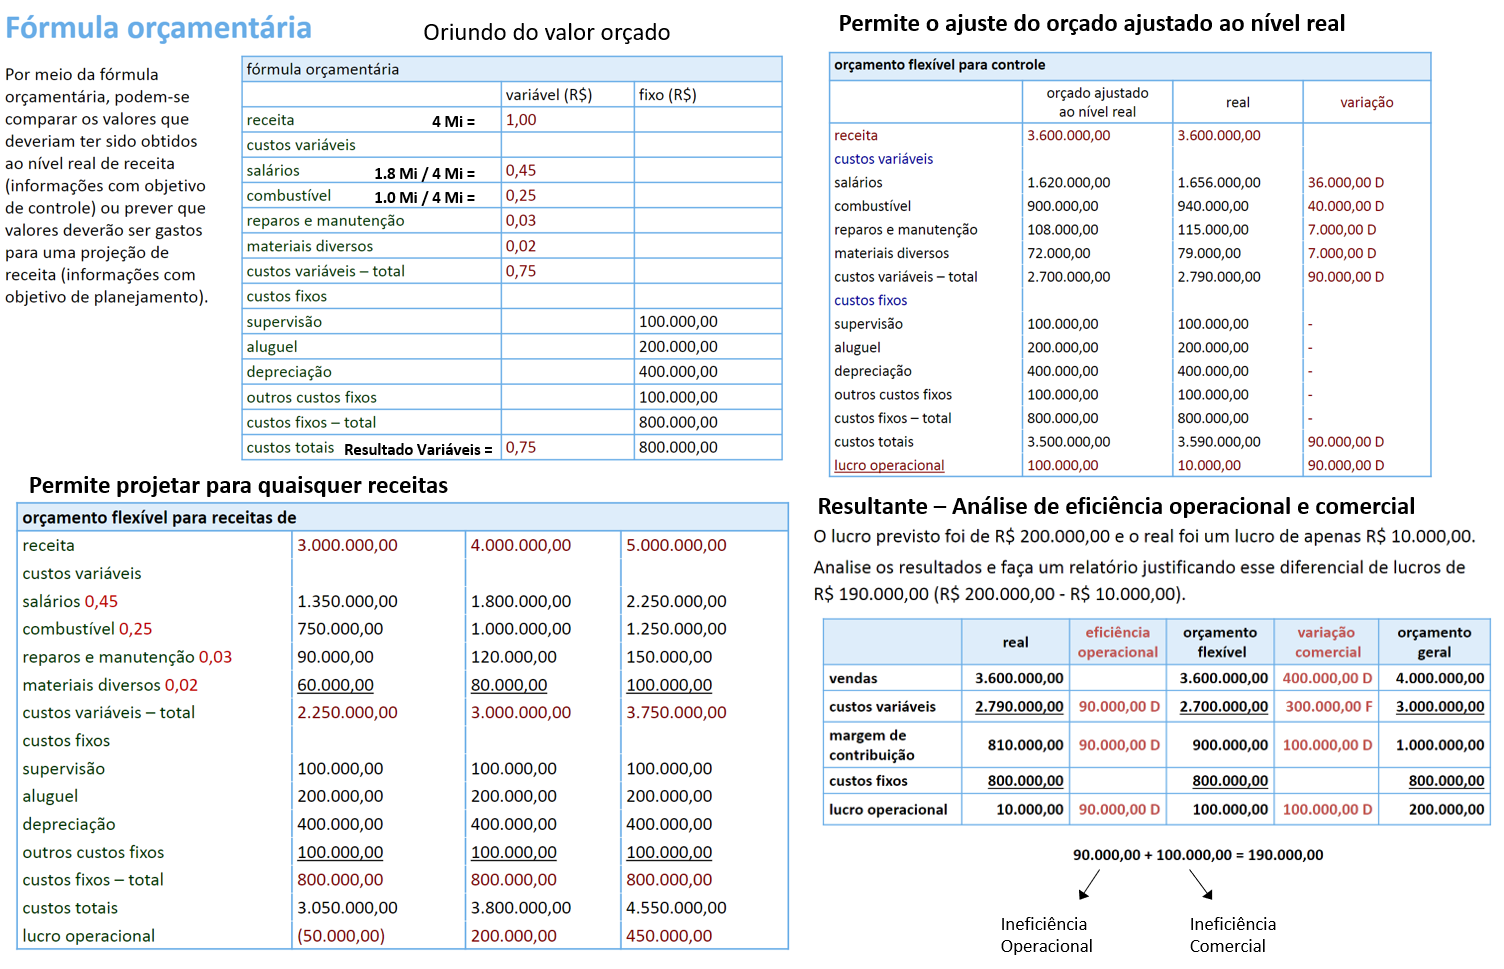 Fórmula orçamentária
Por meio da fórmula
orçamentária, podem-se
comparar os valores que
deveriam ter sido obtidos
ao nível real de receita
(informações com objetivo
de controle) ou prever que
valores deverão ser gastos
para uma projeção de
receita (informações com
objetivo de planejamento).
Oriundo do valor orçado
fórmula orçamentária
variável (R$) fixo (R$)
receita 4 Mi = 1,00
custos variáveis
salários 1.8 Mi / 4 Mi = 0,45
combustível 1.0 Mi / 4 Mi = 0,25
reparos e manutenção 0,03
materiais diversos 0,02
custos variáveis – total 0,75
custos fixos
supervisão 100.000,00
aluguel 200.000,00
depreciação 400.000,00
outros custos fixos 100.000,00
custos fixos – total 800.000,00
custos totais Resultado Variáveis = 0,75 800.000,00
Permite o ajuste do orçado ajustado ao nível real
orçamento flexível para controle
orçado ajustado
ao nível real real variação
receita 3.600.000,00 3.600.000,00
custos variáveis
salários 1.620.000,00 1.656.000,00 36.000,00 D
combustível 900.000,00 940.000,00 40.000,00 D
reparos e manutenção 108.000,00 115.000,00 7.000,00 D
materiais diversos 72.000,00 79.000,00 7.000,00 D
custos variáveis – total 2.700.000,00 2.790.000,00 90.000,00 D
custos fixos
supervisão 100.000,00 100.000,00 -
aluguel 200.000,00 200.000,00 -
depreciação 400.000,00 400.000,00 -
outros custos fixos 100.000,00 100.000,00 -
custos fixos – total 800.000,00 800.000,00 -
custos totais 3.500.000,00 3.590.000,00 90.000,00 D
lucro operacional 100.000,00 10.000,00 90.000,00 D
Permite projetar para quaisquer receitas
orçamento flexível para receitas de
receita 3.000.000,00 4.000.000,00 5.000.000,00
custos variáveis
salários 0,45 1.350.000,00 1.800.000,00 2.250.000,00
combustível 0,25 750.000,00 1.000.000,00 1.250.000,00
reparos e manutenção 0,03 90.000,00 120.000,00 150.000,00
materiais diversos 0,02 60.000,00 80.000,00 100.000,00
custos variáveis – total 2.250.000,00 3.000.000,00 3.750.000,00
custos fixos
supervisão 100.000,00 100.000,00 100.000,00
aluguel 200.000,00 200.000,00 200.000,00
depreciação 400.000,00 400.000,00 400.000,00
outros custos fixos 100.000,00 100.000,00 100.000,00
custos fixos – total 800.000,00 800.000,00 800.000,00
custos totais 3.050.000,00 3.800.000,00 4.550.000,00
lucro operacional (50.000,00) 200.000,00 450.000,00
Resultante – Análise de eficiência operacional e comercial
O lucro previsto foi de R$ 200.000,00 e o real foi um lucro de apenas R$ 10.000,00.
Analise os resultados e faça um relatório justificando esse diferencial de lucros de
R$ 190.000,00 (R$ 200.000,00 - R$ 10.000,00).
real eficiência operacional orçamento flexível variação comercial orçamento geral
vendas 3.600.000,00 3.600.000,00 400.000,00 D 4.000.000,00
custos variáveis 2.790.000,00 90.000,00 D 2.700.000,00 300.000,00 F 3.000.000,00
margem de
contribuição 810.000,00 90.000,00 D 900.000,00 100.000,00 D 1.000.000,00
custos fixos 800.000,00 800.000,00 800.000,00
lucro operacional 10.000,00 90.000,00 D 100.000,00 100.000,00 D 200.000,00
90.000,00 + 100.000,00 = 190.000,00
Ineficiência
Operacional
Ineficiência
Comercial